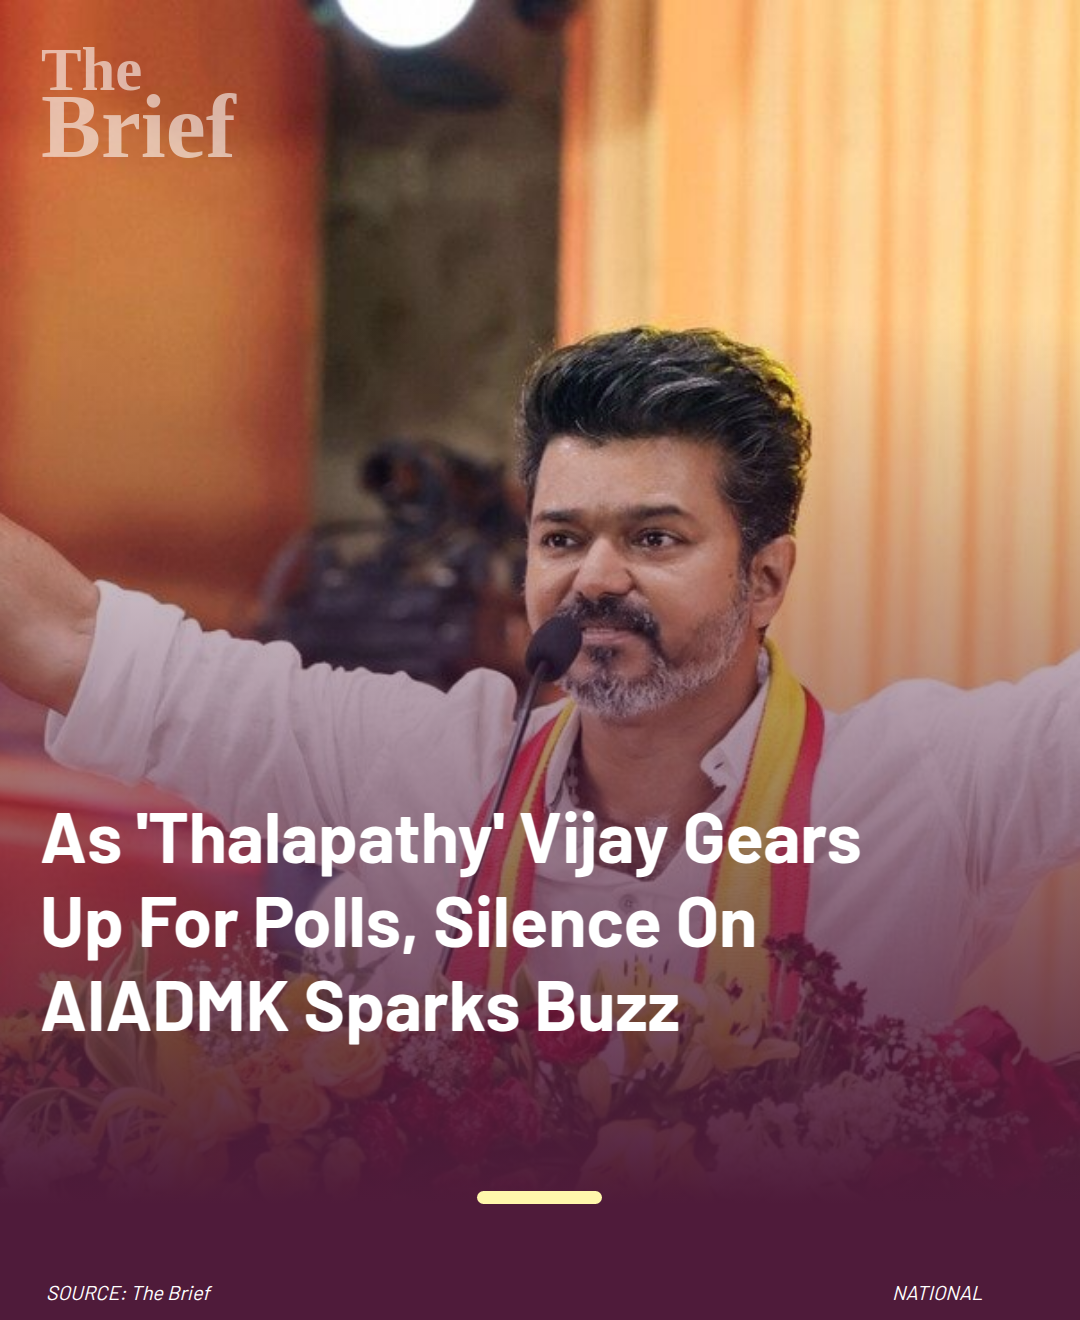 The
Brief
As 'Thalapathy' Vijay Gears
Up For Polls, Silence On
AIADMK Sparks Buzz
SOURCE: The Brief
NATIONAL